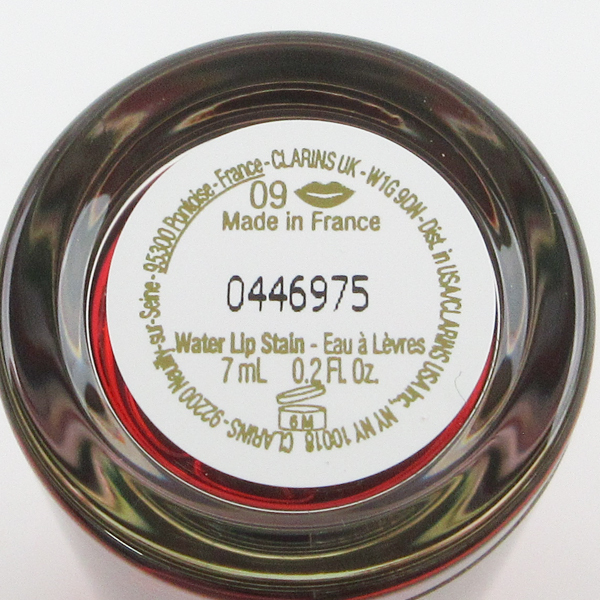 CLARINS - 92200 Neuilly-sur-Seine - 95300 Pontoise - France - CLARINS UK - W1G 9DN - Dist. in USA/CLARINS USA Inc., NY NY 10018
09
Made in France
0446975
Water Lip Stain - Eau à Lèvres
7 mL 0.2 Fl. Oz.
6 M